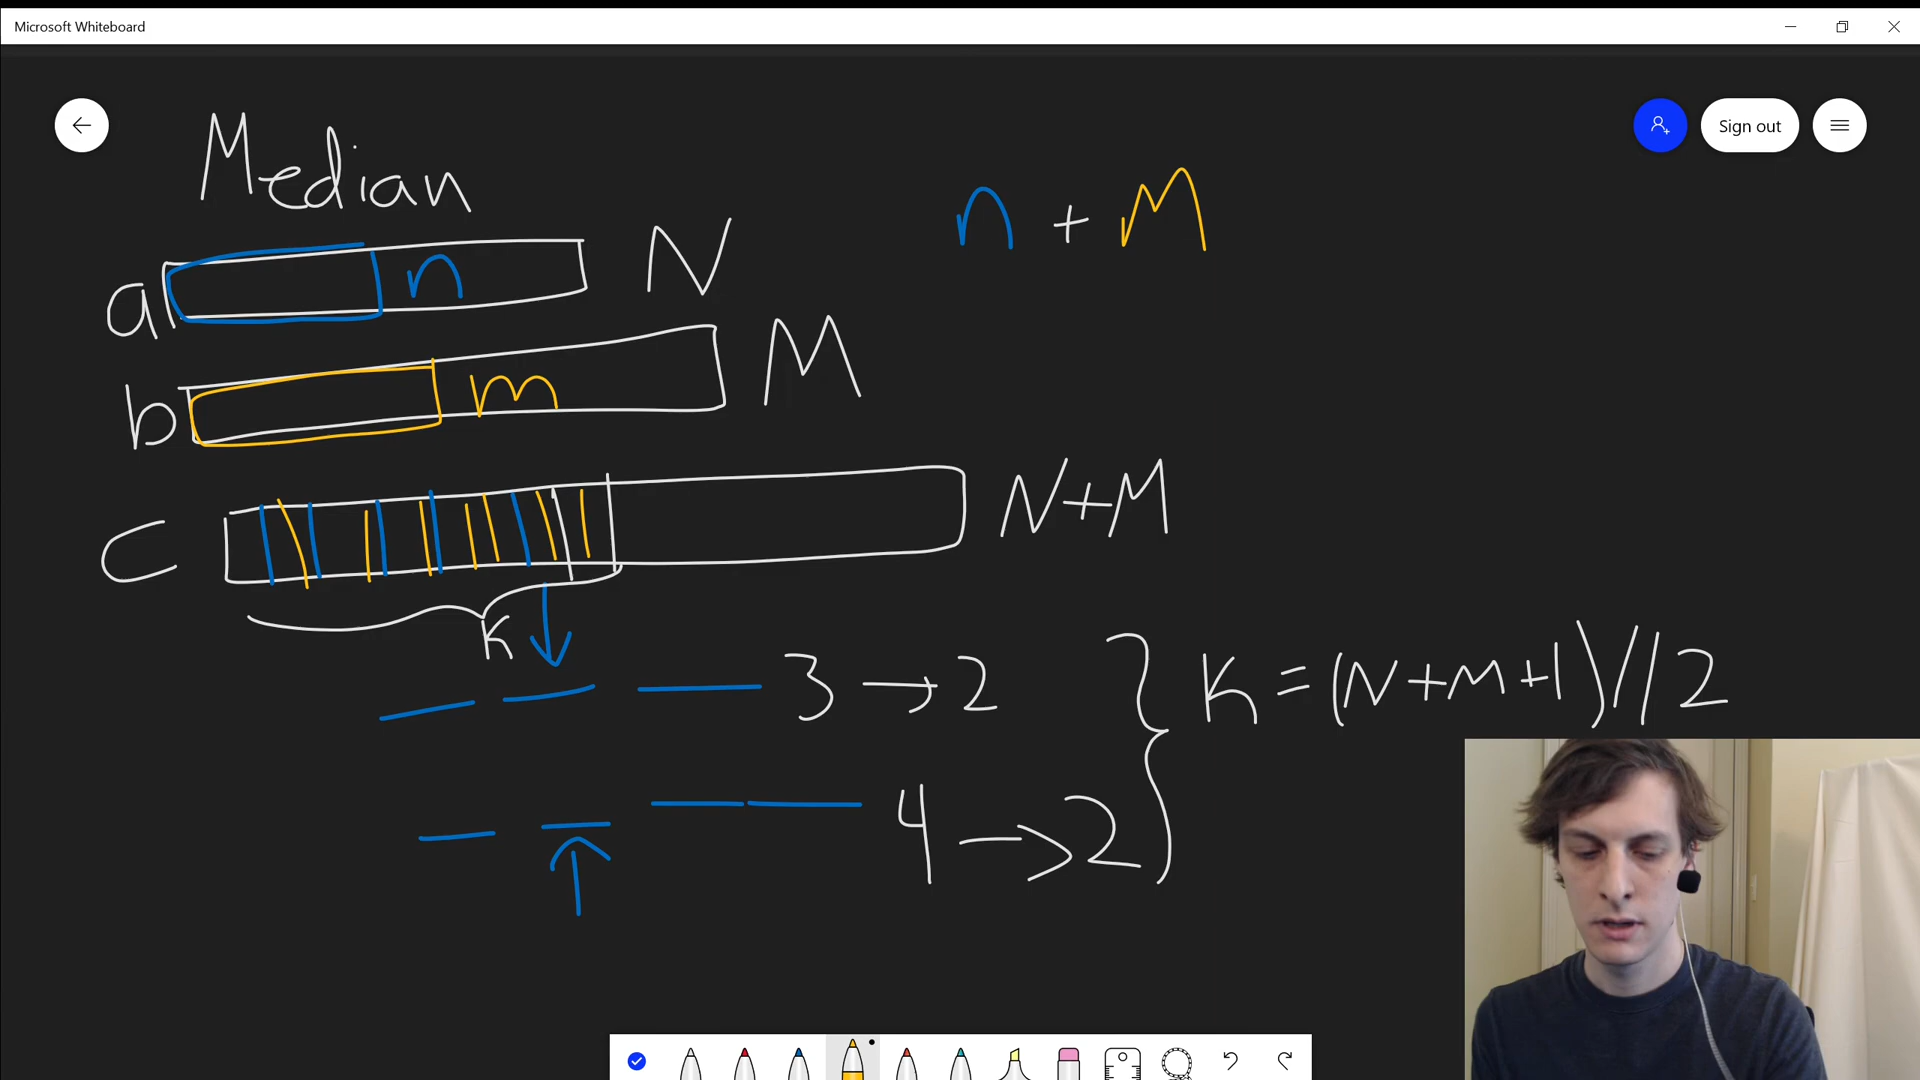 Microsoft Whiteboard
Sign out
Median
n + M
a n N
b m M
c N+M
K
3 → 2
K = (N+M+1)//2
4 → 2